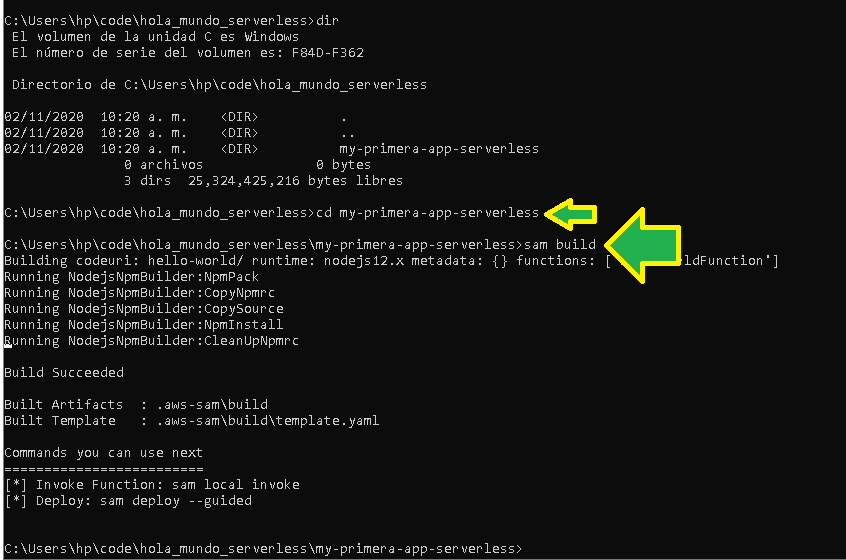 C:\Users\hp\code\hola_mundo_serverless>dir
El volumen de la unidad C es Windows
El número de serie del volumen es: F84D-F362
Directorio de C:\Users\hp\code\hola_mundo_serverless
02/11/2020  10:20 a. m.    <DIR>          .
02/11/2020  10:20 a. m.    <DIR>          ..
02/11/2020  10:20 a. m.    <DIR>          my-primera-app-serverless
0 archivos              0 bytes
3 dirs  25,324,425,216 bytes libres
C:\Users\hp\code\hola_mundo_serverless>cd my-primera-app-serverless
C:\Users\hp\code\hola_mundo_serverless\my-primera-app-serverless>sam build
Building codeuri: hello-world/ runtime: nodejs12.x metadata: {} functions: [ ldFunction']
Running NodejsNpmBuilder:NpmPack
Running NodejsNpmBuilder:CopyNpmrc
Running NodejsNpmBuilder:CopySource
Running NodejsNpmBuilder:NpmInstall
Running NodejsNpmBuilder:CleanUpNpmrc
Build Succeeded
Built Artifacts  : .aws-sam\build
Built Template   : .aws-sam\build\template.yaml
Commands you can use next
=========================
[*] Invoke Function: sam local invoke
[*] Deploy: sam deploy --guided
C:\Users\hp\code\hola_mundo_serverless\my-primera-app-serverless>